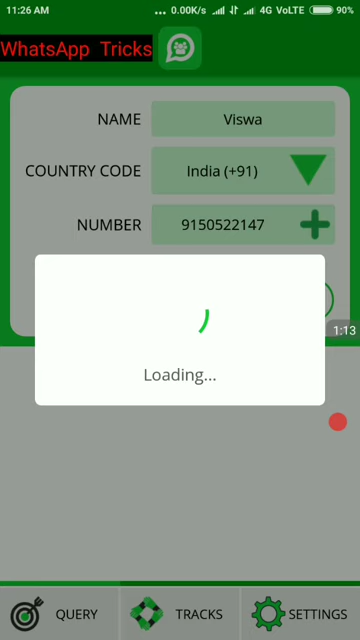 11:26 AM ... 0.00K/s 4G VoLTE 90%
WhatsApp Tricks
NAME Viswa
COUNTRY CODE India (+91)
NUMBER 9150522147
1:13
Loading...
QUERY TRACKS SETTINGS